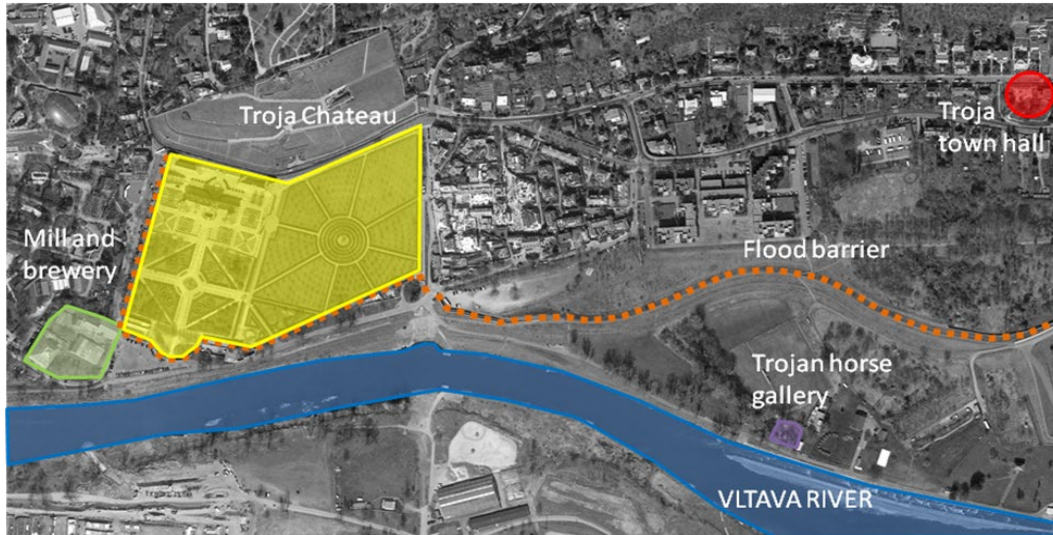 Troja Chateau
Troja
town hall
Mill and
brewery
Flood barrier
Trojan horse
gallery
VLTAVA RIVER